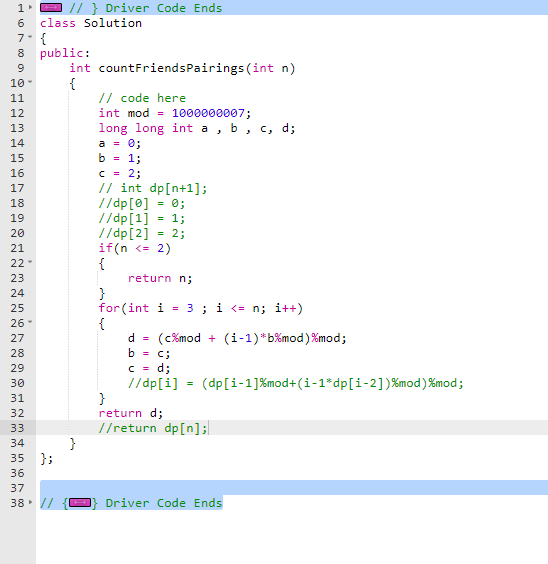 1 // } Driver Code Ends
6 class Solution
7 {
8 public:
9 int countFriendsPairings(int n)
10 {
11 // code here
12 int mod = 1000000007;
13 long long int a , b , c, d;
14 a = 0;
15 b = 1;
16 c = 2;
17 // int dp[n+1];
18 //dp[0] = 0;
19 //dp[1] = 1;
20 //dp[2] = 2;
21 if(n <= 2)
22 {
23 return n;
24 }
25 for(int i = 3 ; i <= n; i++)
26 {
27 d = (c%mod + (i-1)*b%mod)%mod;
28 b = c;
29 c = d;
30 //dp[i] = (dp[i-1]%mod+(i-1*dp[i-2])%mod)%mod;
31 }
32 return d;
33 //return dp[n];
34 }
35 };
36
37
38 // { } Driver Code Ends